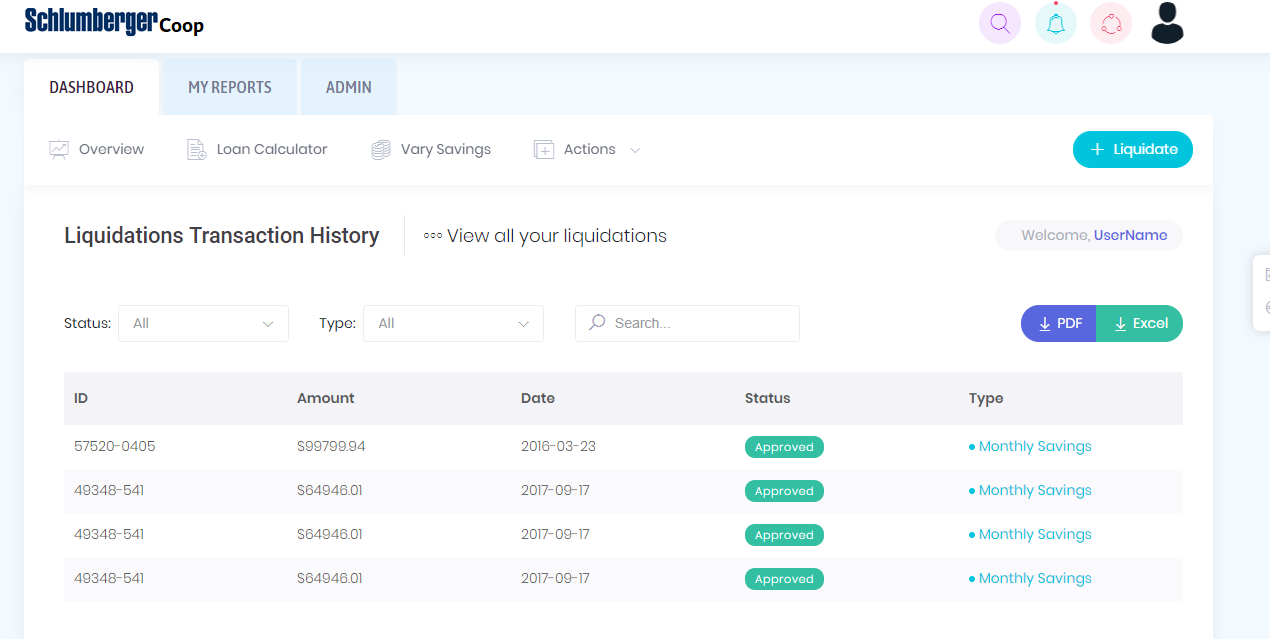 Schlumberger Coop
DASHBOARD MY REPORTS ADMIN
Overview Loan Calculator Vary Savings Actions + Liquidate
Liquidations Transaction History View all your liquidations Welcome, UserName
Status: All Type: All Search... PDF Excel
ID Amount Date Status Type
57520-0405 $99799.94 2016-03-23 Approved Monthly Savings
49348-541 $64946.01 2017-09-17 Approved Monthly Savings
49348-541 $64946.01 2017-09-17 Approved Monthly Savings
49348-541 $64946.01 2017-09-17 Approved Monthly Savings